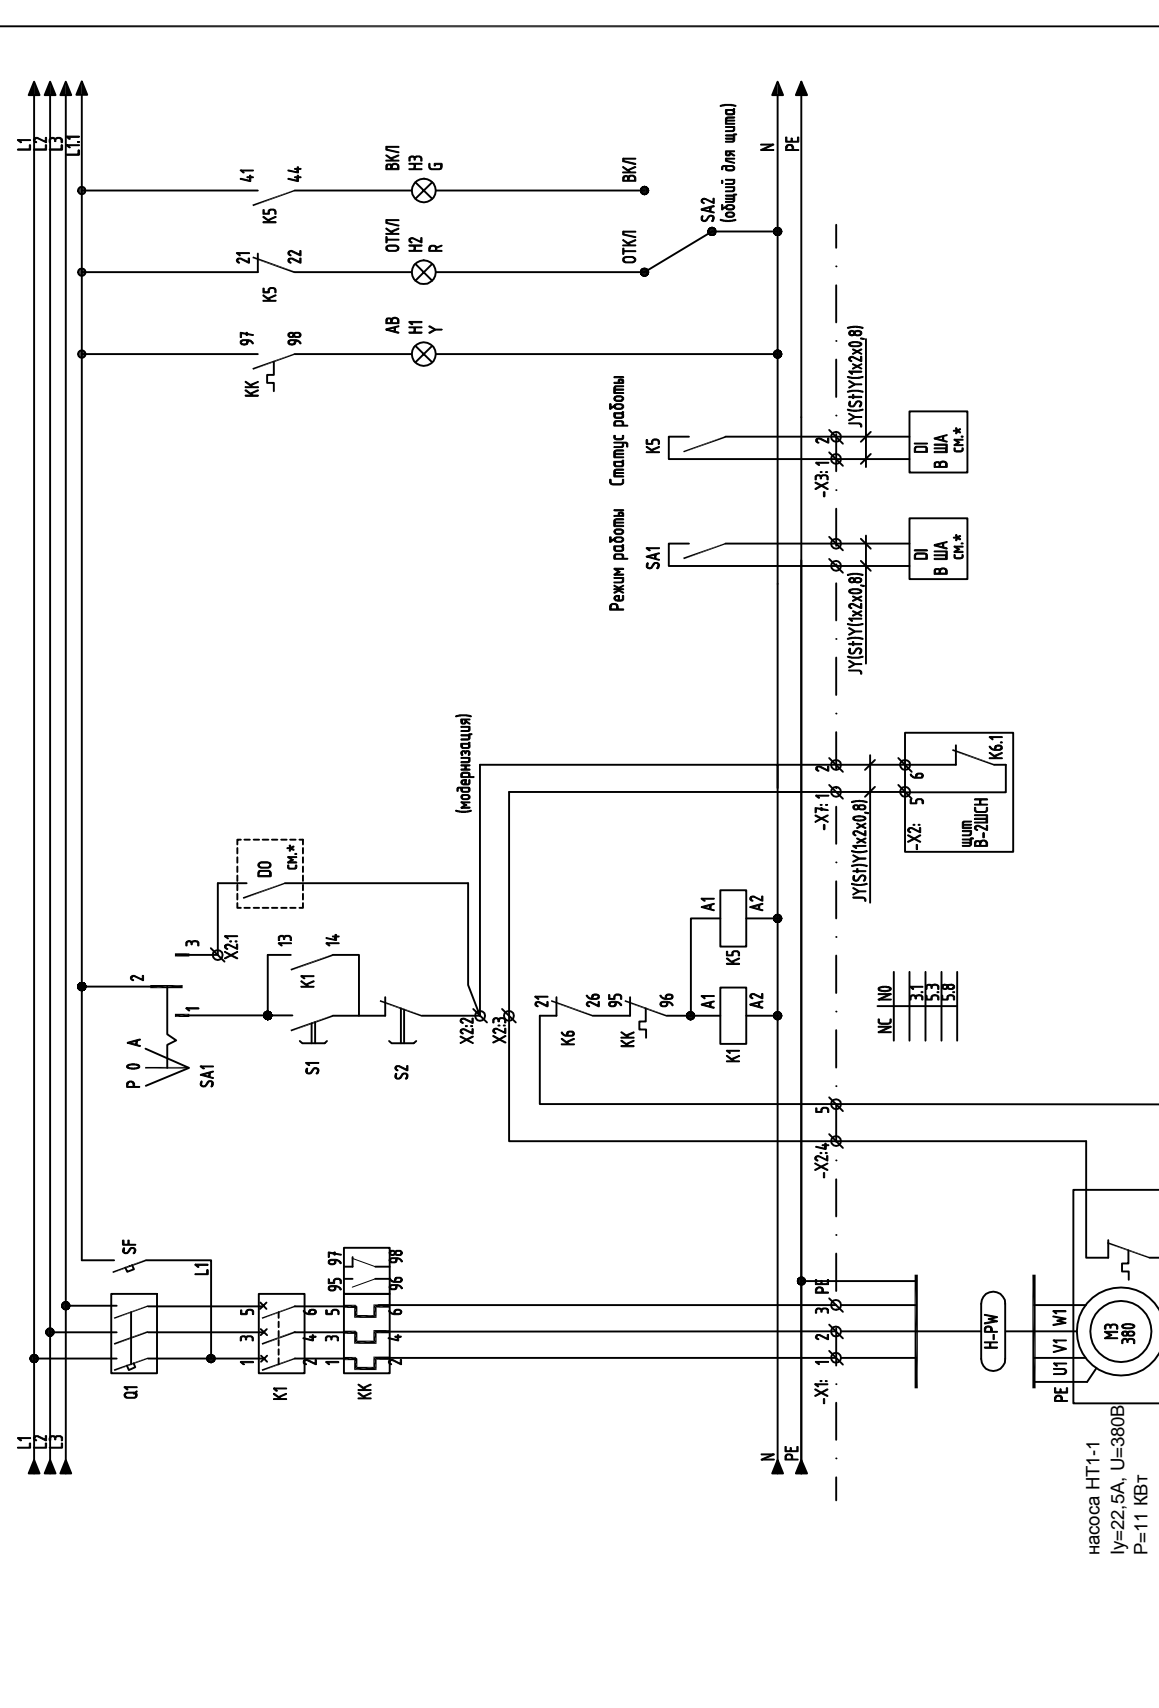 L1
L2
L3
L1.1
41
44
K5
ВКЛ
H3
G
ВКЛ
SA2
(общий для щита)
N
PE
21
22
K5
ОТКЛ
H2
R
ОТКЛ
97
98
KK
АВ
H1
Y
Статус работы
K5
-X3: 1
2
JY(St)Y(1x2x0,8)
DI
В ША
см.*
Режим работы
SA1
JY(St)Y(1x2x0,8)
DI
В ША
см.*
(модернизация)
-X7: 1
2
JY(St)Y(1x2x0,8)
-X2:
5
6
K6.1
щит
В-2ШСН
DO
см.*
3
X2:1
2
1
Р 0 А
SA1
13
14
K1
S1
S2
X2:2
X2:3
21
26
K6
95
96
KK
A1
A2
K5
A1
A2
K1
NC NO
3.1
5.3
5.8
-X2:4
5
SF
L1
Q1
1
3
5
2
4
6
K1
1
3
5
2
4
6
95
97
96
98
KK
-X1: 1
2
3
PE
H-PW
PE
U1
V1
W1
M3
380
L1
L2
L3
N
PE
насоса НТ1-1
Iу=22,5А, U=380В
P=11 КВт